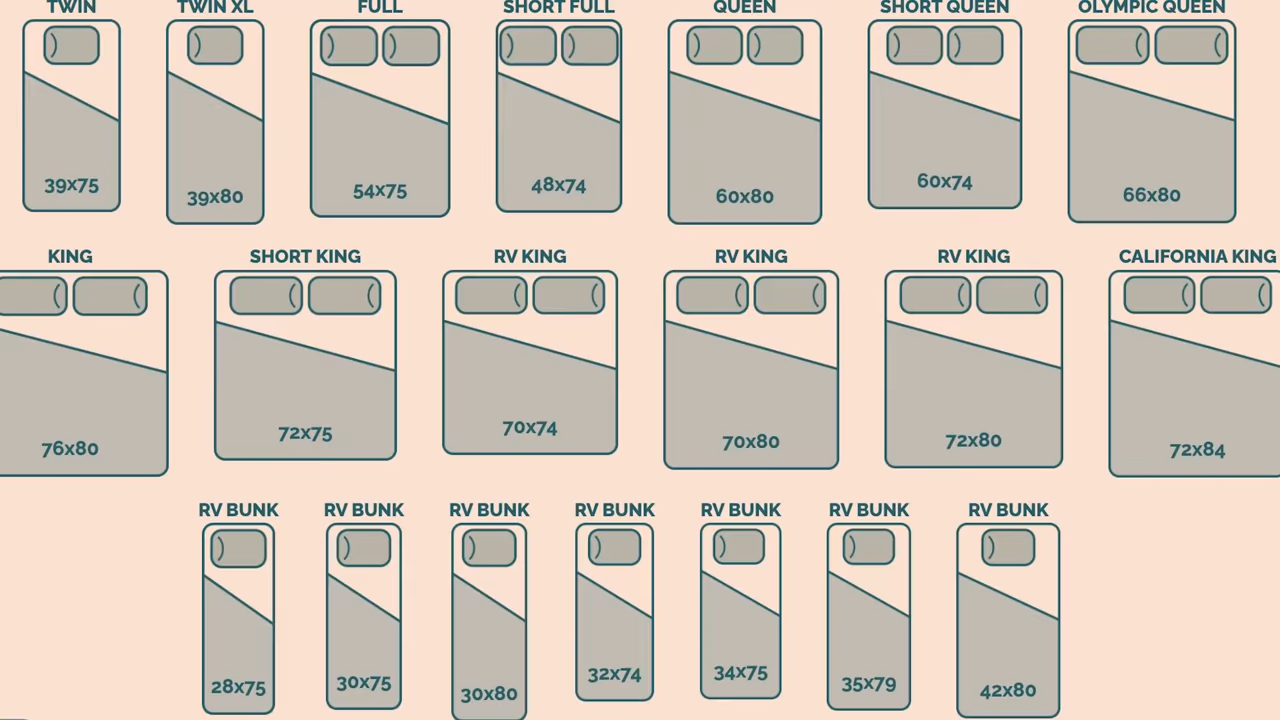 TWIN TWIN XL FULL SHORT FULL QUEEN SHORT QUEEN OLYMPIC QUEEN
39x75 39x80 54x75 48x74 60x80 60x74 66x80
KING SHORT KING RV KING RV KING RV KING CALIFORNIA KING
76x80 72x75 70x74 70x80 72x80 72x84
RV BUNK RV BUNK RV BUNK RV BUNK RV BUNK RV BUNK RV BUNK
28x75 30x75 30x80 32x74 34x75 35x79 42x80